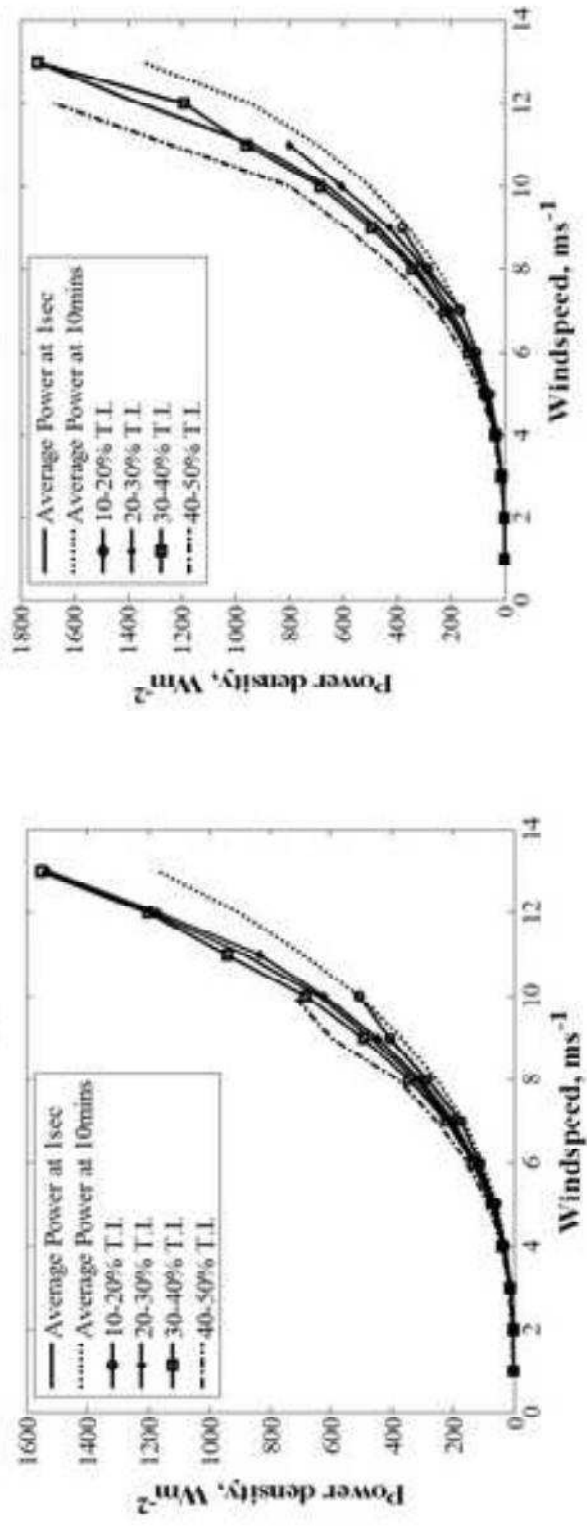 1600
1400
1200
1000
800
600
400
200
0
Power density, Wm-2
Average Power at 1sec
Average Power at 10mins
10-20% T.I.
20-30% T.I.
30-40% T.I.
40-50% T.I.
0 2 4 6 8 10 12 14
Windspeed, ms-1
1800
1600
1400
1200
1000
800
600
400
200
0
Power density, Wm-2
Average Power at 1sec
Average Power at 10mins
10-20% T.I.
20-30% T.I.
30-40% T.I.
40-50% T.I.
0 2 4 6 8 10 12 14
Windspeed, ms-1